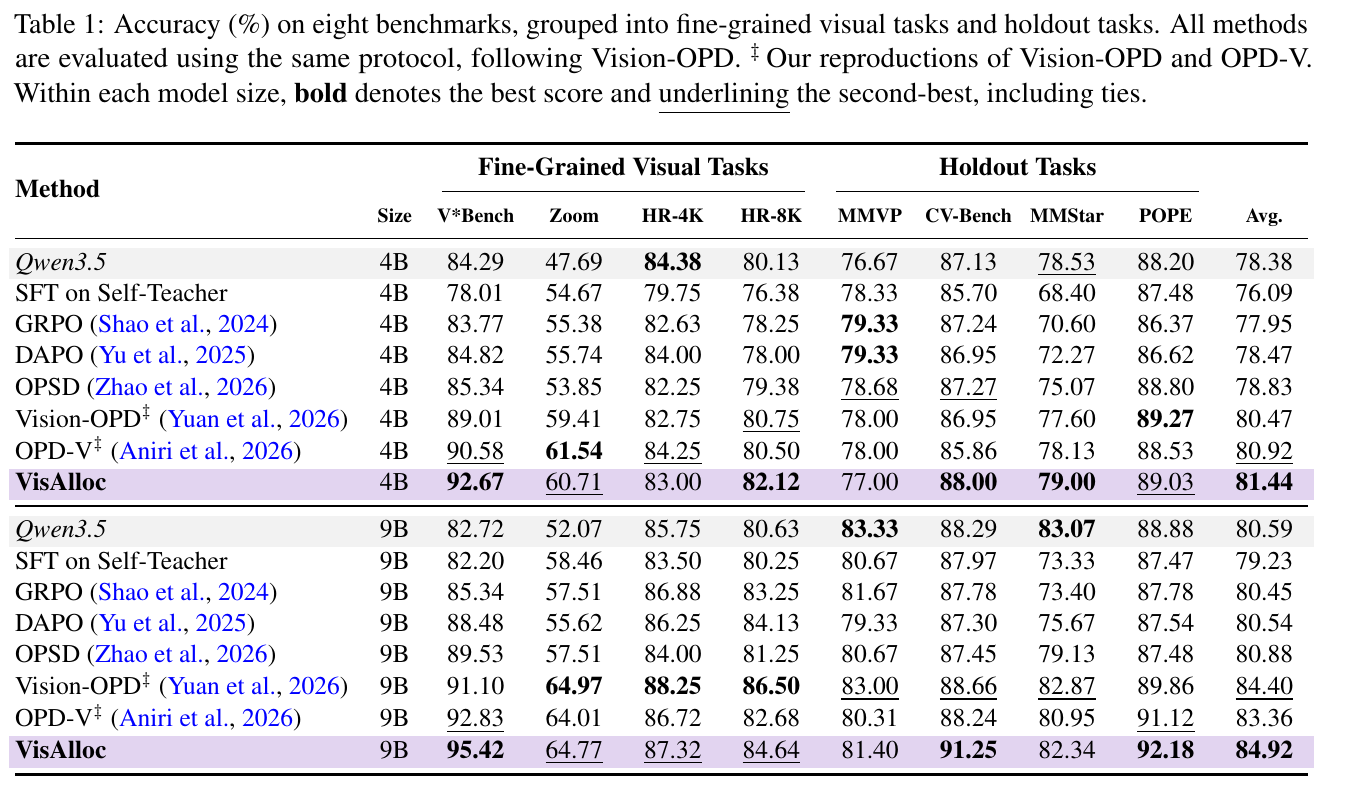 Table 1: Accuracy (%) on eight benchmarks, grouped into fine-grained visual tasks and holdout tasks. All methods
are evaluated using the same protocol, following Vision-OPD. ‡ Our reproductions of Vision-OPD and OPD-V.
Within each model size, bold denotes the best score and underlining the second-best, including ties.
Fine-Grained Visual Tasks Holdout Tasks
Method Size V*Bench Zoom HR-4K HR-8K MMVP CV-Bench MMStar POPE Avg.
Qwen3.5 4B 84.29 47.69 84.38 80.13 76.67 87.13 78.53 88.20 78.38
SFT on Self-Teacher 4B 78.01 54.67 79.75 76.38 78.33 85.70 68.40 87.48 76.09
GRPO (Shao et al., 2024) 4B 83.77 55.38 82.63 78.25 79.33 87.24 70.60 86.37 77.95
DAPO (Yu et al., 2025) 4B 84.82 55.74 84.00 78.00 79.33 86.95 72.27 86.62 78.47
OPSD (Zhao et al., 2026) 4B 85.34 53.85 82.25 79.38 78.68 87.27 75.07 88.80 78.83
Vision-OPD‡ (Yuan et al., 2026) 4B 89.01 59.41 82.75 80.75 78.00 86.95 77.60 89.27 80.47
OPD-V‡ (Aniri et al., 2026) 4B 90.58 61.54 84.25 80.50 78.00 85.86 78.13 88.53 80.92
VisAlloc 4B 92.67 60.71 83.00 82.12 77.00 88.00 79.00 89.03 81.44
Qwen3.5 9B 82.72 52.07 85.75 80.63 83.33 88.29 83.07 88.88 80.59
SFT on Self-Teacher 9B 82.20 58.46 83.50 80.25 80.67 87.97 73.33 87.47 79.23
GRPO (Shao et al., 2024) 9B 85.34 57.51 86.88 83.25 81.67 87.78 73.40 87.78 80.45
DAPO (Yu et al., 2025) 9B 88.48 55.62 86.25 84.13 79.33 87.30 75.67 87.54 80.54
OPSD (Zhao et al., 2026) 9B 89.53 57.51 84.00 81.25 80.67 87.45 79.13 87.48 80.88
Vision-OPD‡ (Yuan et al., 2026) 9B 91.10 64.97 88.25 86.50 83.00 88.66 82.87 89.86 84.40
OPD-V‡ (Aniri et al., 2026) 9B 92.83 64.01 86.72 82.68 80.31 88.24 80.95 91.12 83.36
VisAlloc 9B 95.42 64.77 87.32 84.64 81.40 91.25 82.34 92.18 84.92